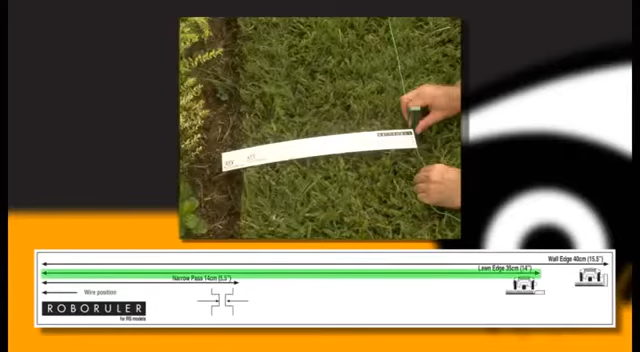 Wall Edge 40cm (15,5")
Lawn Edge 35cm (14")
Narrow Pass 14cm (5,5")
Wire position
ROBORULER
for RS models